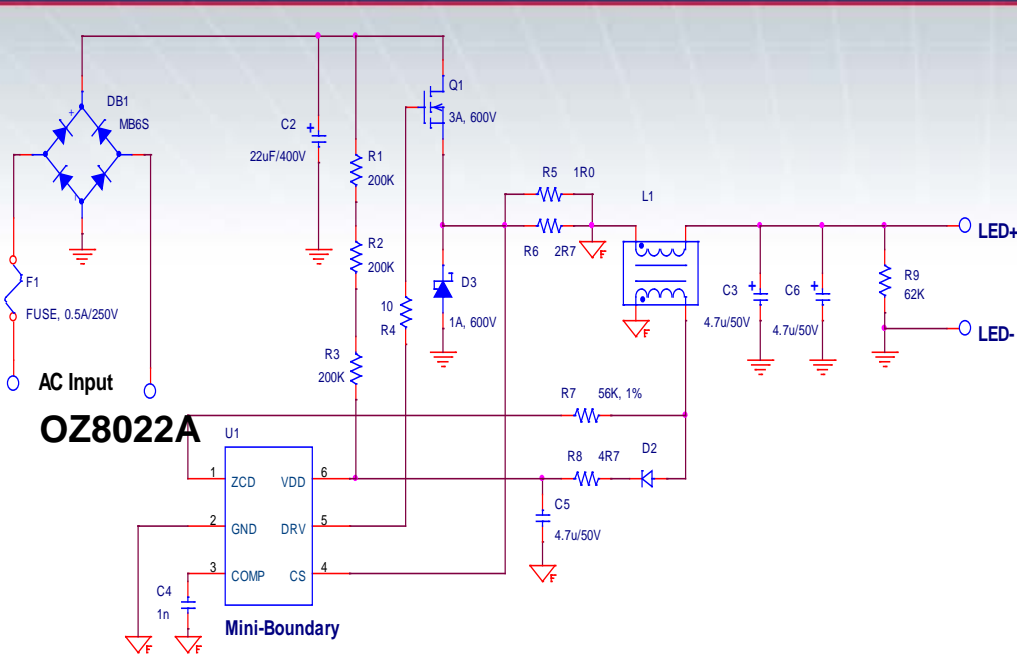 DB1
MB6S
C2
22uF/400V
+
R1
200K
Q1
3A, 600V
R5 1R0
L1
R2
200K
R6 2R7
F
LED+
F1
FUSE, 0.5A/250V
D3
1A, 600V
10
R4
C3
+
4.7u/50V
C6
+
4.7u/50V
R9
62K
F
LED-
R3
200K
AC Input
OZ8022A
R7 56K, 1%
U1
R8 4R7
D2
1
ZCD
VDD
6
2
GND
DRV
5
3
COMP
CS
4
C5
4.7u/50V
F
C4
1n
F
F
Mini-Boundary